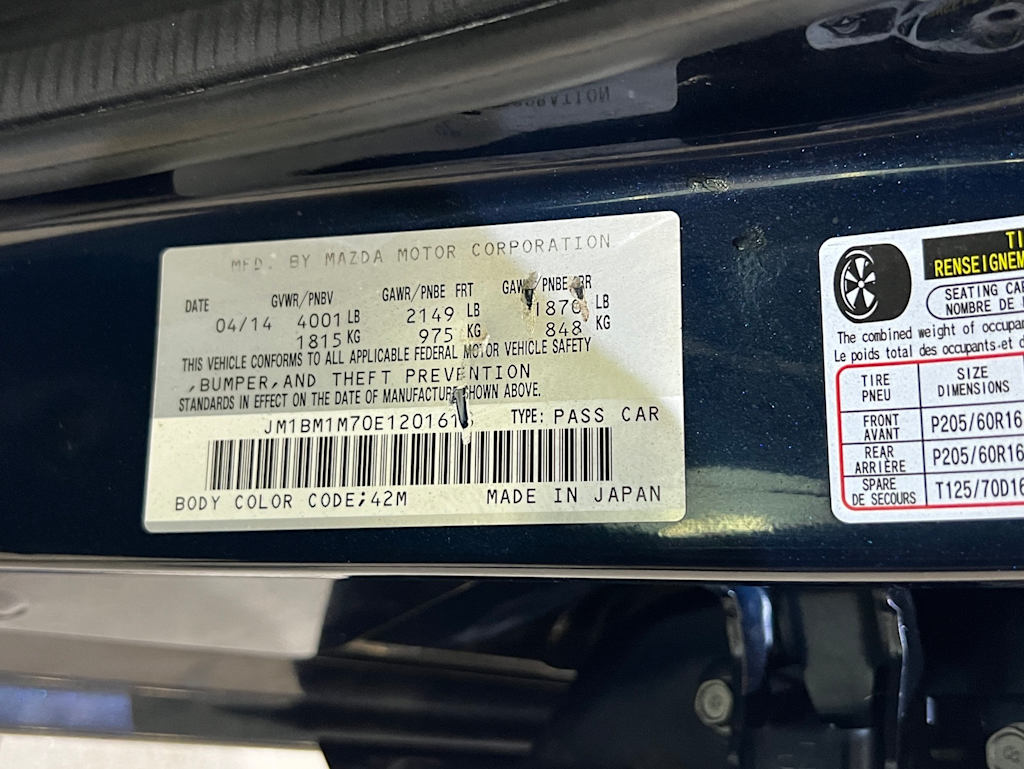 MFD. BY MAZDA MOTOR CORPORATION
DATE GVWR/PNBV GAWR/PNBE FRT GAWR/PNBE RR
04/14 4001 LB 2149 LB 1870 LB
1815 KG 975 KG 848 KG
THIS VEHICLE CONFORMS TO ALL APPLICABLE FEDERAL MOTOR VEHICLE SAFETY
,BUMPER,AND THEFT PREVENTION
STANDARDS IN EFFECT ON THE DATE OF MANUFACTURE SHOWN ABOVE.
TYPE: PASS CAR
BODY COLOR CODE;42M MADE IN JAPAN
RENSEIGNEM
SEATING CA
NOMBRE DE
The combined weight of occupa
Le poids total des occupants et d
TIRE SIZE
PNEU DIMENSIONS
FRONT P205/60R16
AVANT
REAR P205/60R16
ARRIÈRE
SPARE T125/70D16
DE SECOURS